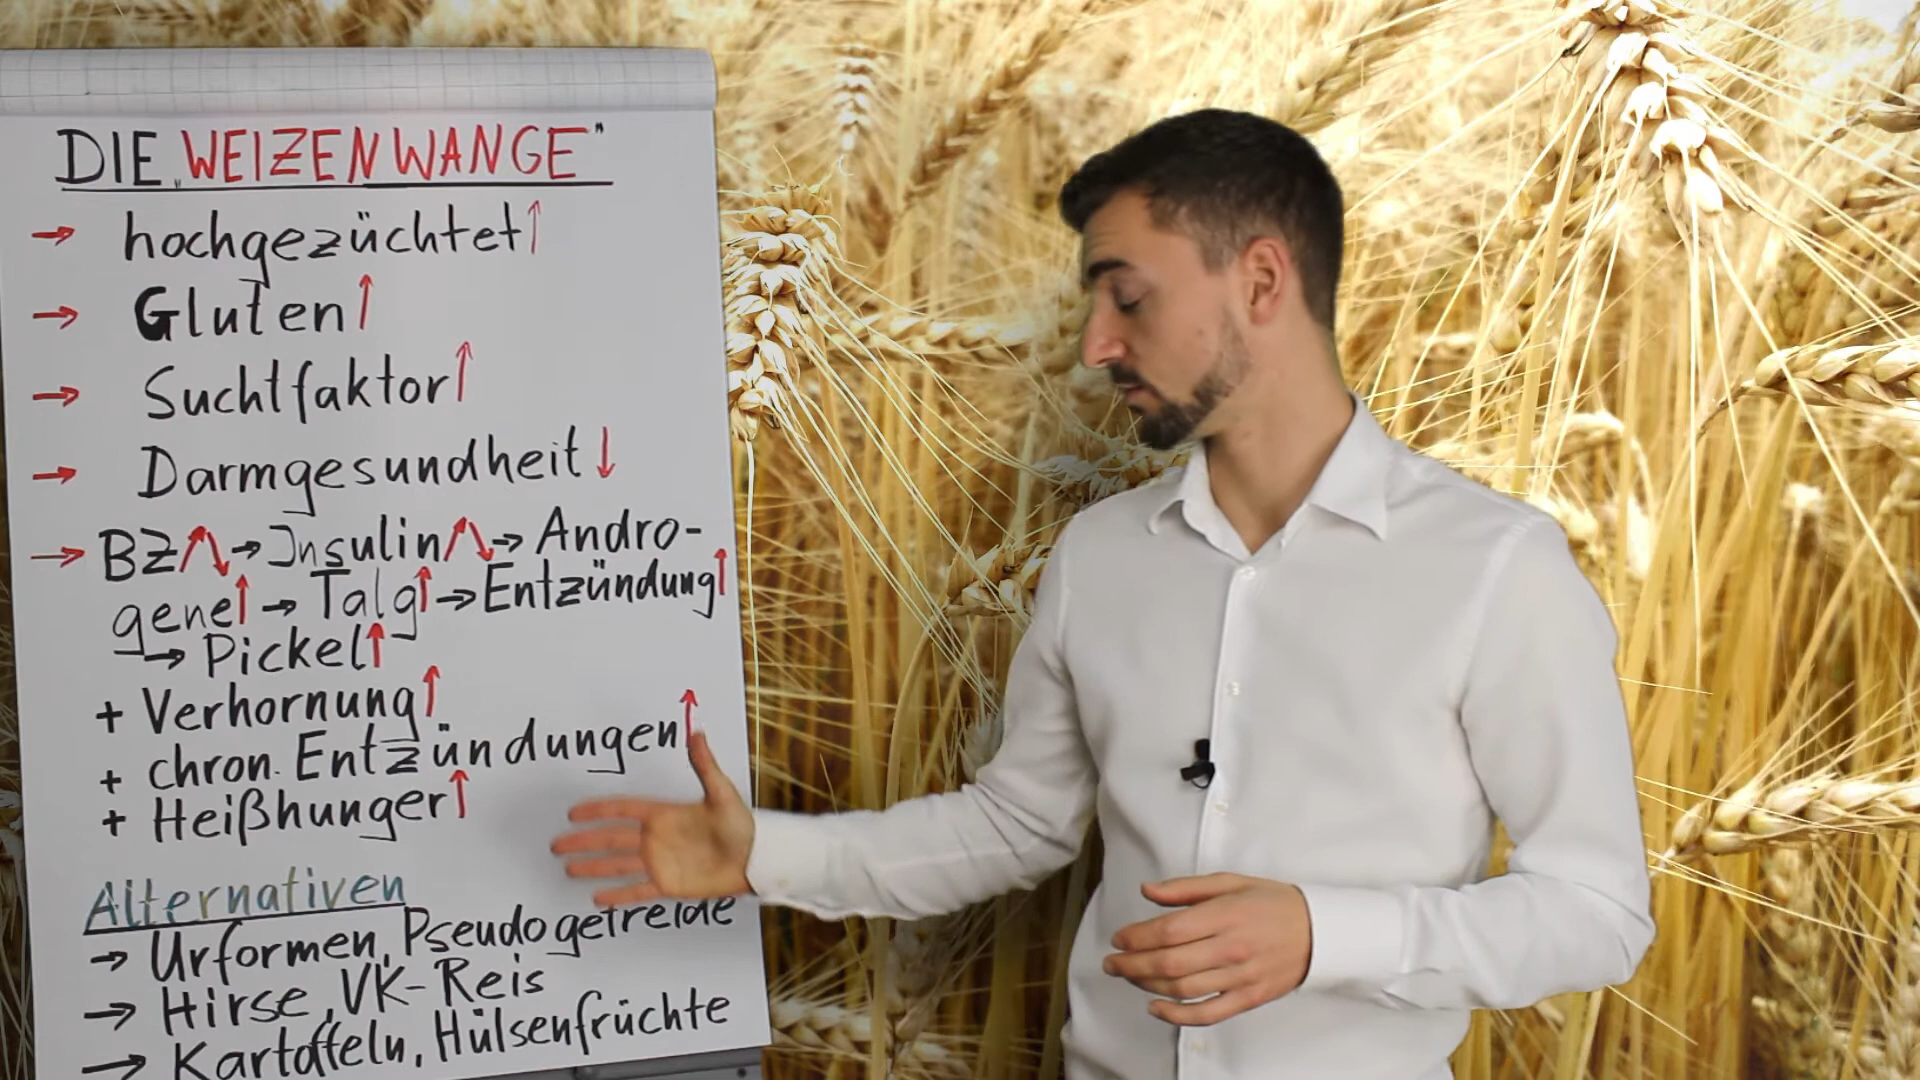 DIE „WEIZENWANGE"
→ hochgezüchtet↑
→ Gluten↑
→ Suchtfaktor↑
→ Darmgesundheit↓
→ BZ↑↓→Insulin↑↓→ Andro-
gene↑→ Talg↑→Entzündung↑
→ Pickel↑
+ Verhornung↑
+ chron. Entzündungen↑
+ Heißhunger↑
Alternativen
→ Urformen, Pseudogetreide
→ Hirse, VK-Reis
→ Kartoffeln, Hülsenfrüchte